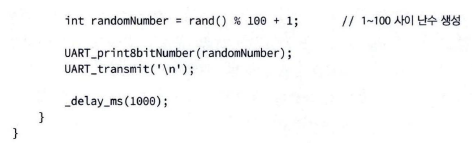 int randomNumber = rand() % 100 + 1;        // 1~100 사이 난수 생성
UART_print8bitNumber(randomNumber);
UART_transmit('\n');
_delay_ms(1000);
}
}